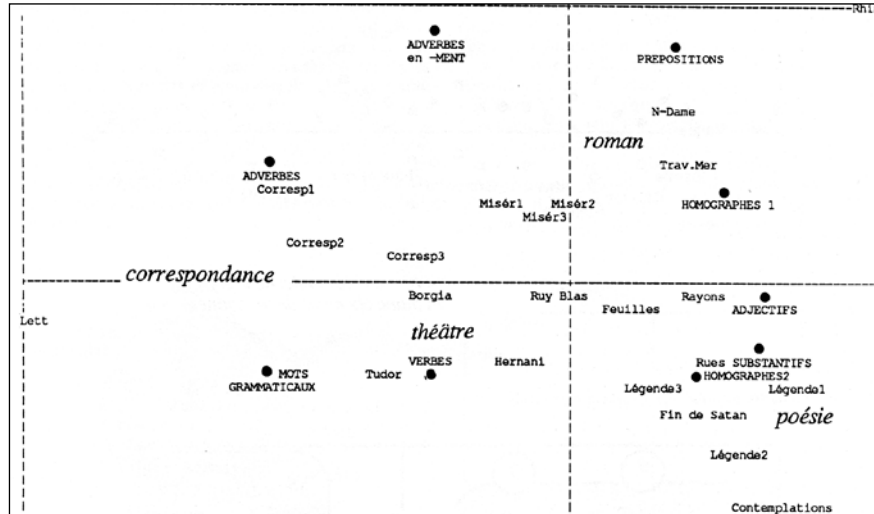 Rhi
ADVERBES
en -MENT
PREPOSITIONS
N-Dame
roman
Trav.Mer
ADVERBES
Corresp1
Misér1 Misér2 HOMOGRAPHES 1
Misér3
Corresp2
Corresp3
correspondance
Borgia Ruy Blas Rayons
Feuilles ADJECTIFS
Lett
théâtre
VERBES Hernani Rues SUBSTANTIFS
MOTS Tudor HOMOGRAPHES2
GRAMMATICAUX Légende3 Légende1
Fin de Satan poésie
Légende2
Contemplations